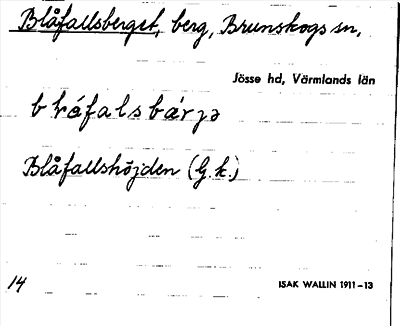 Blåfallsberget, berg, Brunskogs sn,
Jösse hd, Värmlands län
Blåfallshöjden (G.k.)
14
ISAK WALLIN 1911-13